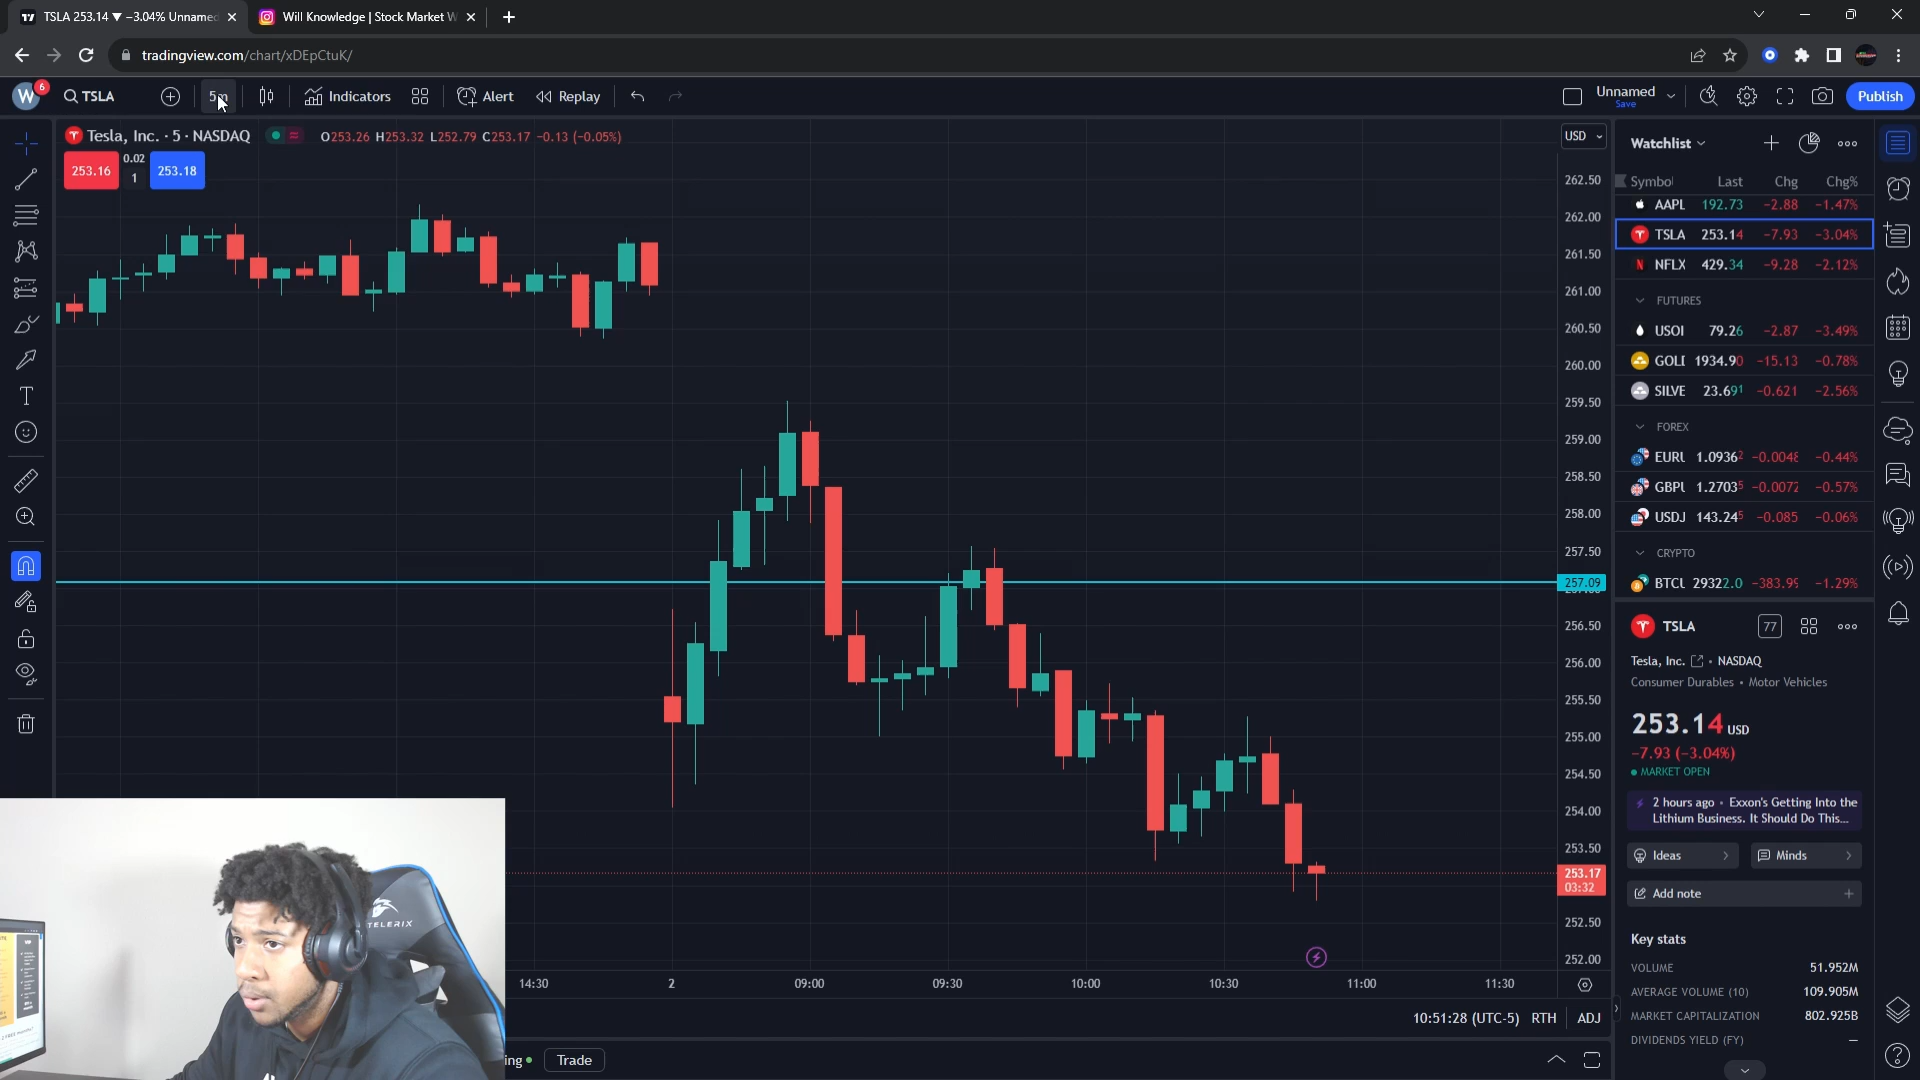 TSLA 253.14 ▼ −3.04% Unnamed
Will Knowledge | Stock Market W
tradingview.com/chart/xDEpCtuK/
W
6
TSLA
5m
Indicators
Alert
Replay
Unnamed
Save
Publish
Tesla, Inc. · 5 · NASDAQ
O253.26 H253.32 L252.79 C253.17 −0.13 (−0.05%)
253.16
0.02
1
253.18
USD
262.50
262.00
261.50
261.00
260.50
260.00
259.50
259.00
258.50
258.00
257.50
257.09
256.50
256.00
255.50
255.00
254.50
254.00
253.50
253.17
03:32
252.50
252.00
14:30
2
09:00
09:30
10:00
10:30
11:00
11:30
10:51:28 (UTC-5)
RTH
ADJ
ing
Trade
TELERIX
VIP
Watchlist
Symbol Last Chg Chg%
AAPL 192.73 −2.88 −1.47%
TSLA 253.14 −7.93 −3.04%
NFLX 429.34 −9.28 −2.12%
FUTURES
USOI 79.26 −2.87 −3.49%
GOLD 1934.90 −15.13 −0.78%
SILVE 23.691 −0.621 −2.56%
FOREX
EURU 1.09362 −0.0048 −0.44%
GBPU 1.27035 −0.0072 −0.57%
USDJ 143.245 −0.085 −0.06%
CRYPTO
BTCU 29322.0 −383.99 −1.29%
TSLA
77
Tesla, Inc. • NASDAQ
Consumer Durables • Motor Vehicles
253.14 USD
−7.93 (−3.04%)
MARKET OPEN
2 hours ago • Exxon's Getting Into the
Lithium Business. It Should Do This...
Ideas
Minds
Add note
Key stats
VOLUME 51.952M
AVERAGE VOLUME (10) 109.905M
MARKET CAPITALIZATION 802.925B
DIVIDENDS YIELD (FY) —